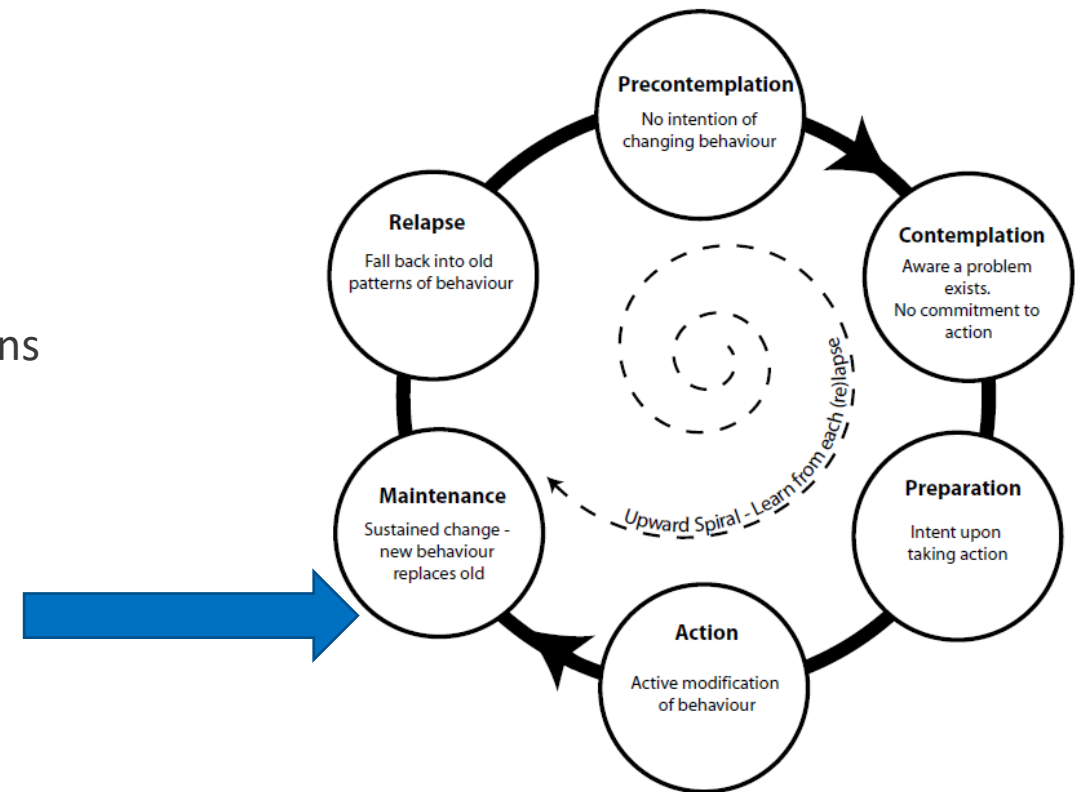 Precontemplation
No intention of
changing behaviour
Contemplation
Aware a problem
exists.
No commitment to
action
Preparation
Intent upon
taking action
Action
Active modification
of behaviour
Maintenance
Sustained change -
new behaviour
replaces old
Relapse
Fall back into old
patterns of behaviour
Upward Spiral - Learn from each (re)lapse
ns